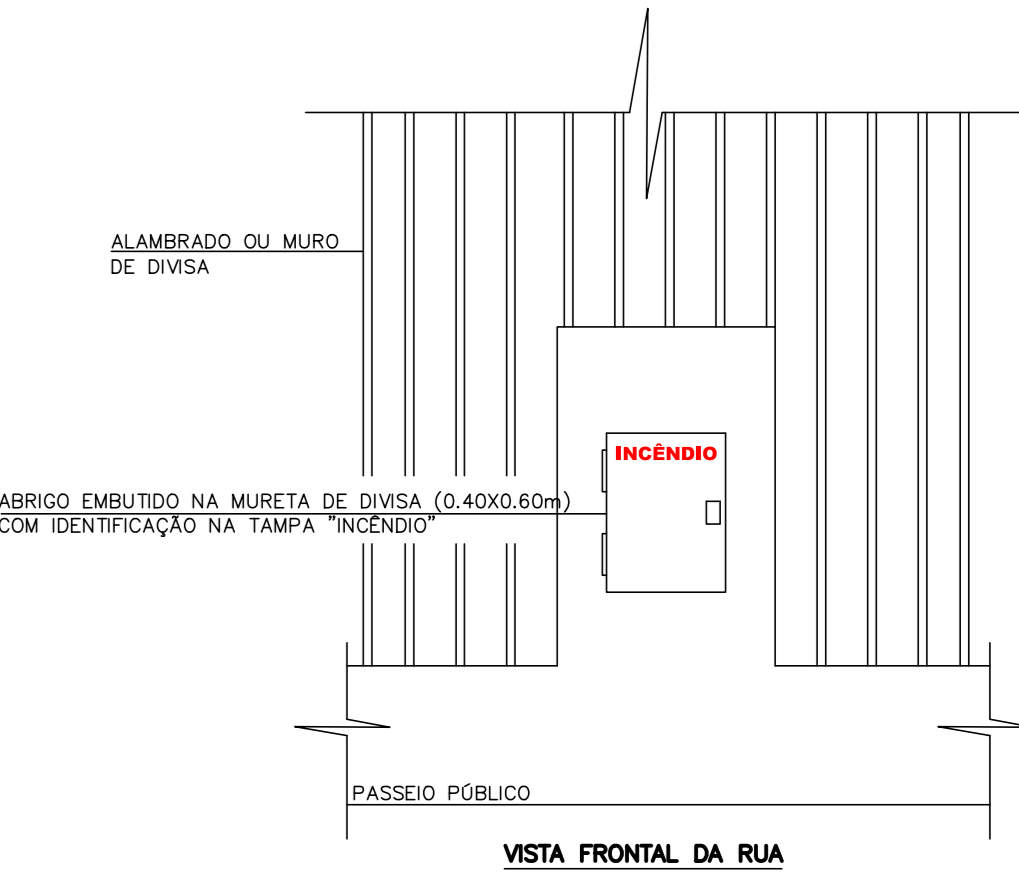 ALAMBRADO OU MURO
DE DIVISA
INCÊNDIO
ABRIGO EMBUTIDO NA MURETA DE DIVISA (0.40X0.60m)
COM IDENTIFICAÇÃO NA TAMPA "INCÊNDIO"
PASSEIO PÚBLICO
VISTA FRONTAL DA RUA